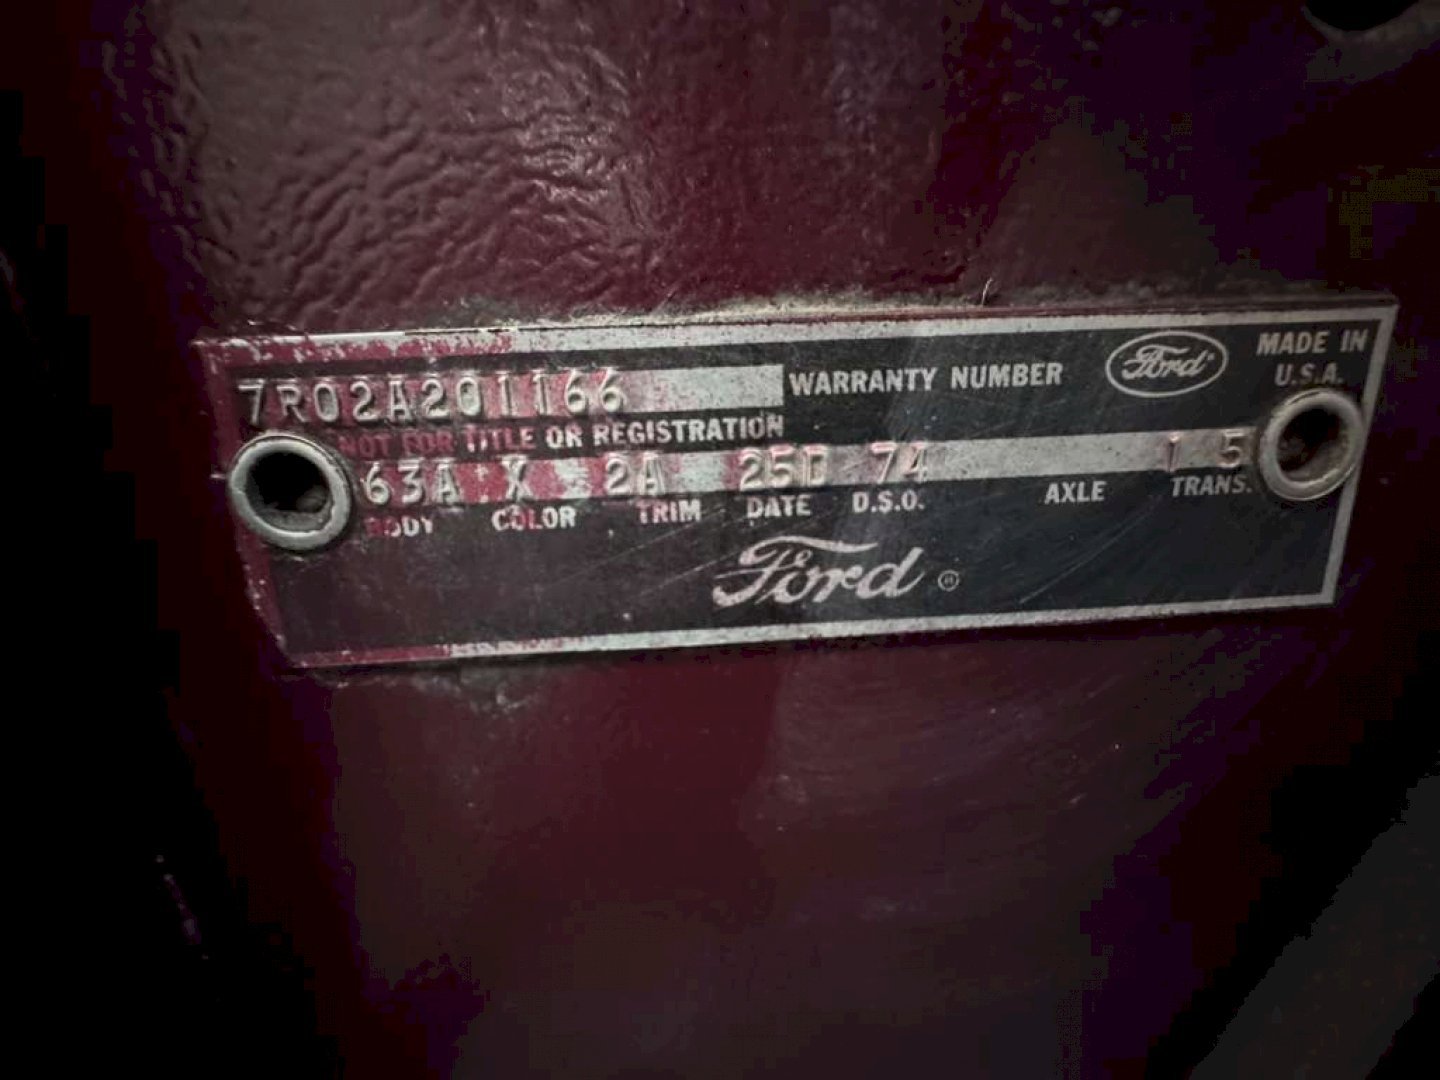 7R02A201166 WARRANTY NUMBER Ford MADE IN U.S.A.
NOT FOR TITLE OR REGISTRATION
63A X 2A 25D 74 1 5
BODY COLOR TRIM DATE D.S.O. AXLE TRANS.
Ford ®